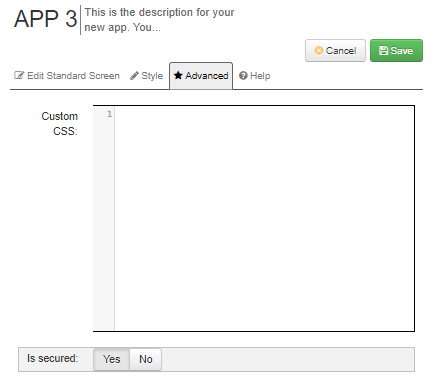 APP 3
This is the description for your
new app. You...
Cancel
Save
Edit Standard Screen
Style
Advanced
Help
Custom
CSS:
1
Is secured:
Yes
No